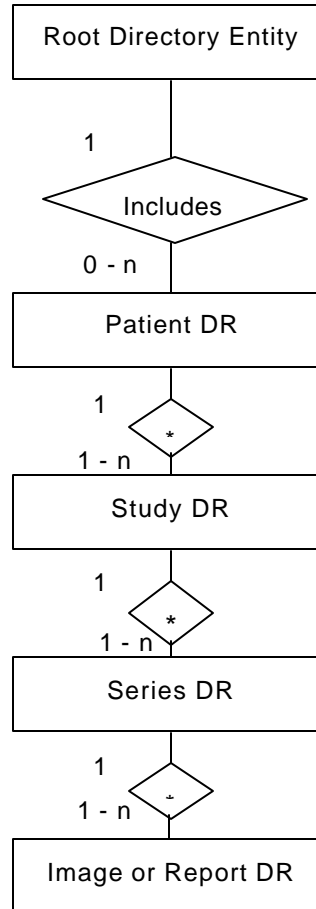 Root Directory Entity
1
Includes
0 - n
Patient DR
1
*
1 - n
Study DR
1
*
1 - n
Series DR
1
*
1 - n
Image or Report DR